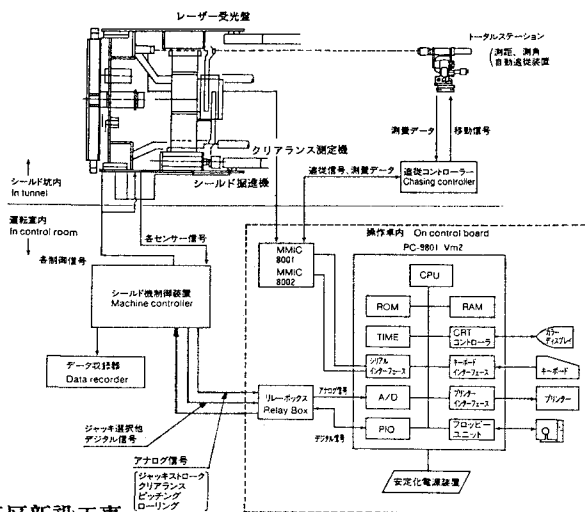 レーザー受光盤
トータルステーション
(測距、測角
自動追従装置
クリアランス測定機
シールド掘進機
測量データ
移動信号
追従信号、測量データ
追従コントローラー
Chasing controller
シールド坑内
In tunnel
運転室内
In control room
各センサー信号
各制御信号
操作卓内 On control board
PC-9801 Vm2
MMIC
8001
MMIC
8002
CPU
ROM
RAM
TIME
CRT
コントローラ
カラー
ディスプレイ
シリアル
インターフェース
キーボード
インターフェース
キーボード
A/D
プリンター
インターフェース
プリンター
PIO
フロッピー
ユニット
安定化電源装置
シールド機制御装置
Machine controller
データ収録器
Data recorder
リレーボックス
Relay Box
アナログ信号
デジタル信号
ジャッキ選択他
デジタル信号
アナログ信号
ジャッキストローク
クリアランス
ピッチング
ローリング
区新設工事